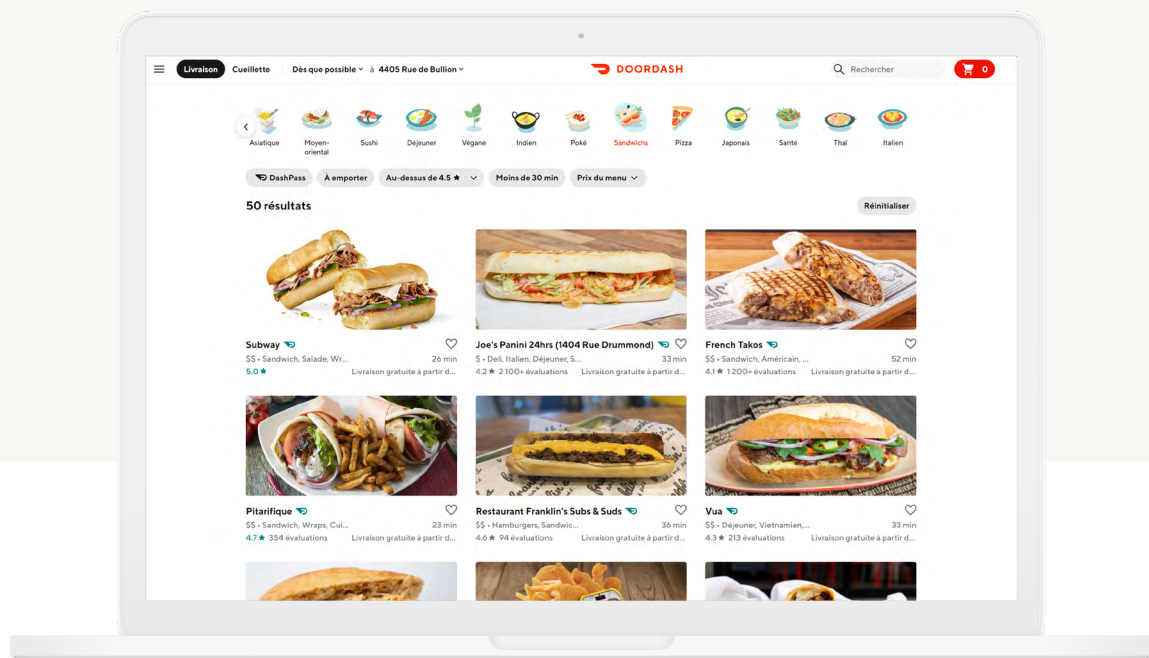 Livraison Cueillette Dès que possible à 4405 Rue de Bullion DOORDASH Rechercher 0
Asiatique Moyen-oriental Sushi Déjeuner Végane Indien Poké Sandwichs Pizza Japonais Santé Thaï Italien
DashPass À emporter Au-dessus de 4.5 ★ Moins de 30 min Prix du menu
50 résultats Réinitialiser
Subway
$$ • Sandwich, Salade, Wr... 26 min
5.0 ★ Livraison gratuite à partir d...
Joe's Panini 24hrs (1404 Rue Drummond)
$ • Deli, Italien, Déjeuner, S... 33 min
4.2 ★ 2 100+ évaluations Livraison gratuite à partir d...
French Takos
$$ • Sandwich, Américain, ... 52 min
4.1 ★ 1 200+ évaluations Livraison gratuite à partir d...
Pitarifique
$$ • Sandwich, Wraps, Cui... 23 min
4.7 ★ 354 évaluations Livraison gratuite à partir d...
Restaurant Franklin's Subs & Suds
$$ • Hamburgers, Sandwic... 36 min
4.6 ★ 94 évaluations Livraison gratuite à partir d...
Vua
$$ • Déjeuner, Vietnamien,... 33 min
4.3 ★ 213 évaluations Livraison gratuite à partir d...